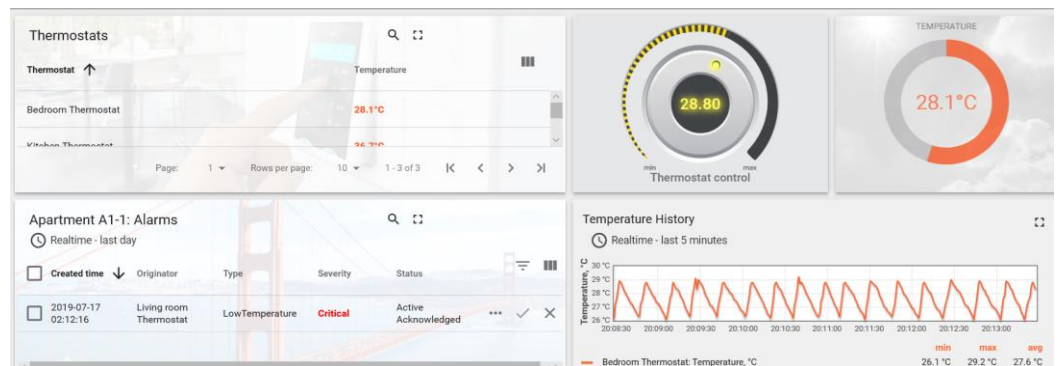 Thermostats
Thermostat
Temperature
Bedroom Thermostat
28.1°C
Kitchen Thermostat
36.7°C
Page:
1
Rows per page:
10
1 - 3 of 3
28.80
min
max
Thermostat control
TEMPERATURE
28.1°C
Apartment A1-1: Alarms
Realtime - last day
Created time
Originator
Type
Severity
Status
2019-07-17
02:12:16
Living room
Thermostat
LowTemperature
Critical
Active
Acknowledged
Temperature History
Realtime - last 5 minutes
Temperature, °C
30 °C
29 °C
28 °C
27 °C
26 °C
20:08:30 20:09:00 20:09:30 20:10:00 20:10:30 20:11:00 20:11:30 20:12:00 20:12:30 20:13:00
min max avg
Bedroom Thermostat: Temperature, °C 26.1 °C 29.2 °C 27.6 °C